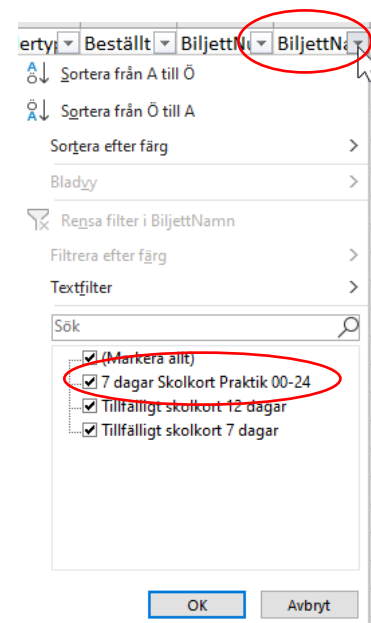 erty Beställt BiljettNu BiljettNa
Sortera från A till Ö
Sortera från Ö till A
Sortera efter färg
Bladvy
Rensa filter i BiljettNamn
Filtrera efter färg
Textfilter
Sök
(Markera allt)
7 dagar Skolkort Praktik 00-24
Tillfälligt skolkort 12 dagar
Tillfälligt skolkort 7 dagar
OK Avbryt